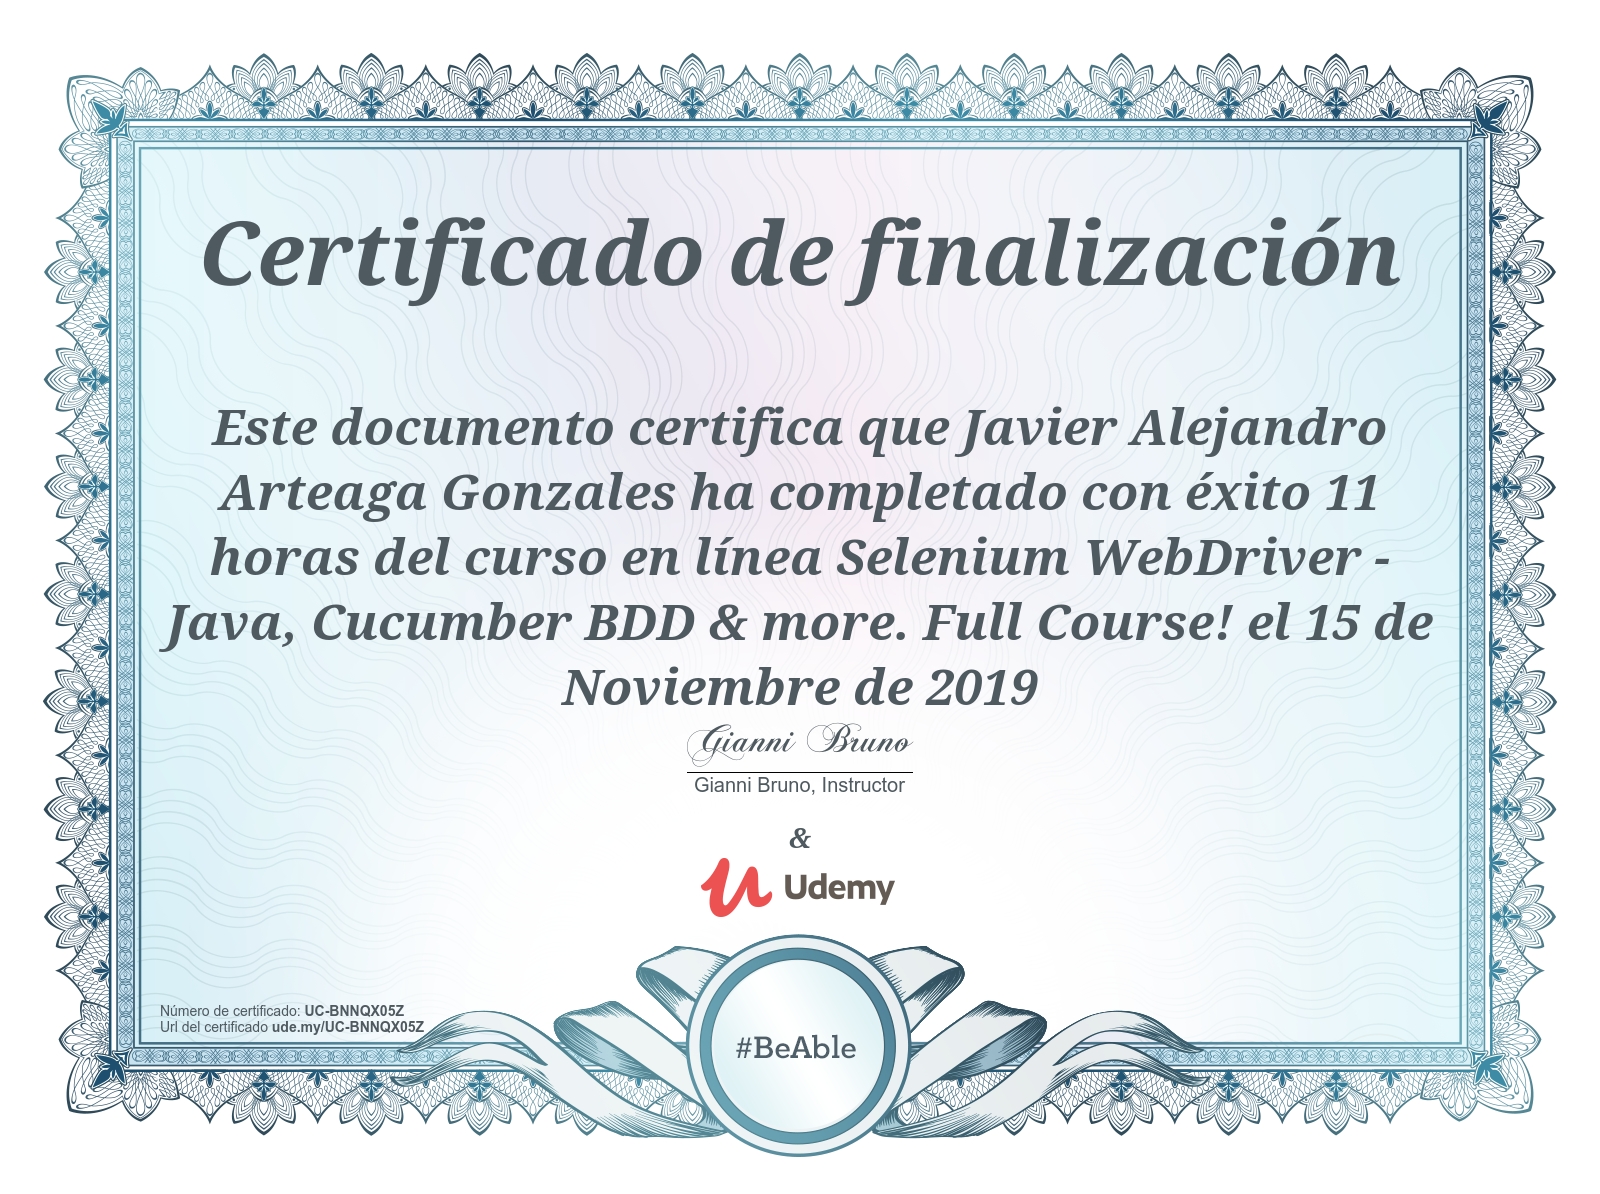 Certificado de finalización
Este documento certifica que Javier Alejandro
Arteaga Gonzales ha completado con éxito 11
horas del curso en línea Selenium WebDriver -
Java, Cucumber BDD & more. Full Course! el 15 de
Noviembre de 2019
Gianni Bruno
Gianni Bruno, Instructor
&
Udemy
Número de certificado: UC-BNNQX05Z
Url del certificado ude.my/UC-BNNQX05Z
#BeAble